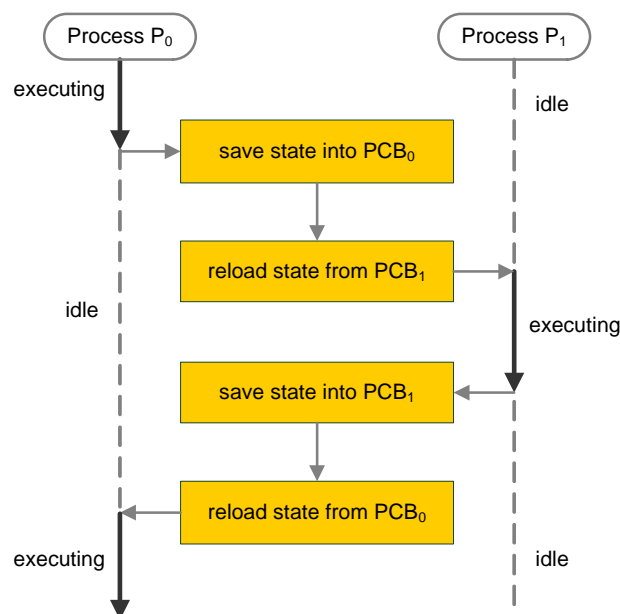 Process P₀
Process P₁
executing
idle
save state into PCB₀
reload state from PCB₁
idle
executing
save state into PCB₁
reload state from PCB₀
executing
idle